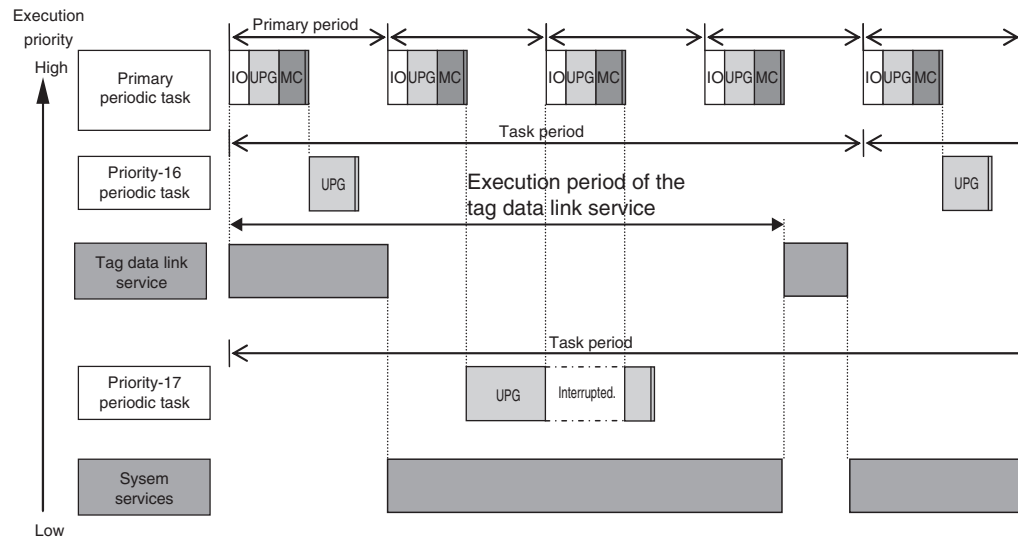 Execution
priority
High
Primary period
Primary
periodic task
IO UPG MC
IO UPG MC
IO UPG MC
IO UPG MC
IO UPG MC
Task period
Priority-16
periodic task
UPG
Execution period of the
tag data link service
UPG
Tag data link
service
Task period
Priority-17
periodic task
UPG
Interrupted.
Sysem
services
Low